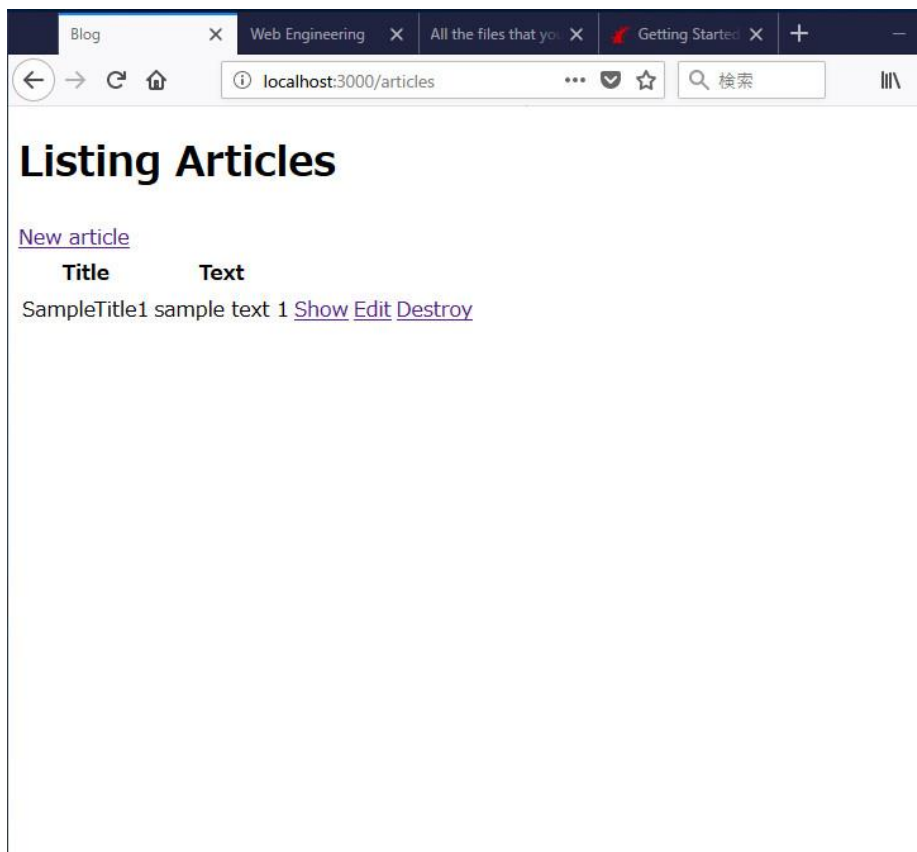 Blog
Web Engineering
All the files that yo
Getting Started
localhost:3000/articles
検索
Listing Articles
New article
Title Text
SampleTitle1 sample text 1 Show Edit Destroy